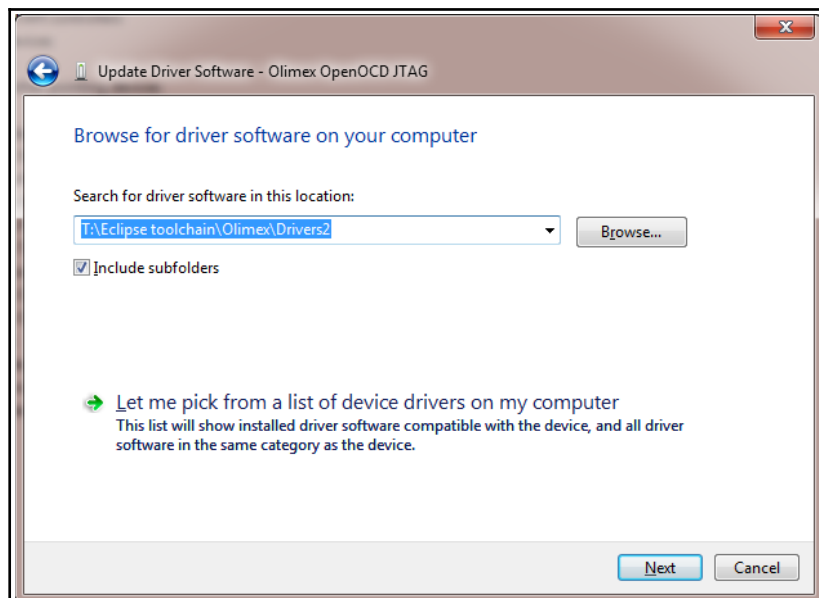 Update Driver Software - Olimex OpenOCD JTAG
Browse for driver software on your computer
Search for driver software in this location:
T:\Eclipse toolchain\Olimex\Drivers2
Browse...
Include subfolders
Let me pick from a list of device drivers on my computer
This list will show installed driver software compatible with the device, and all driver
software in the same category as the device.
Next
Cancel